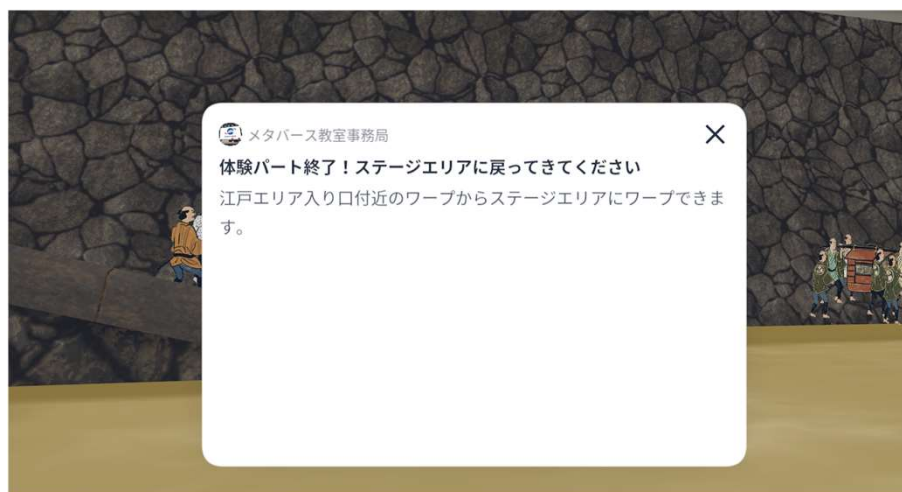 メタバース教室事務局
体験パート終了！ステージエリアに戻ってきてください
江戸エリア入り口付近のワープからステージエリアにワープできま
す。